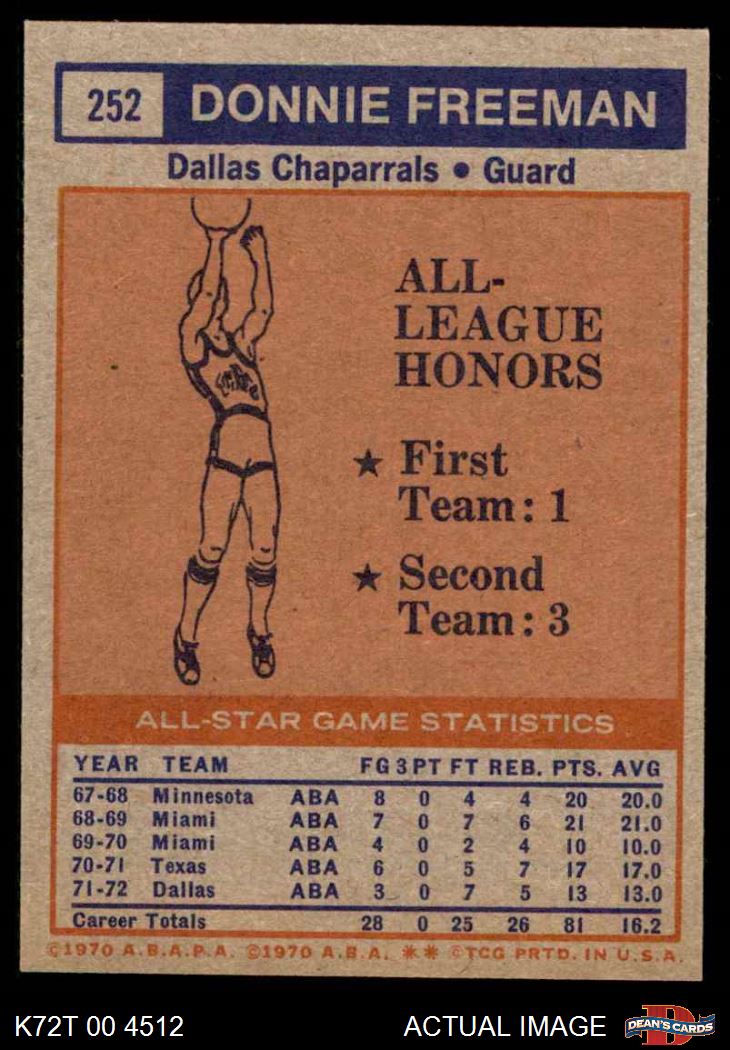 252 DONNIE FREEMAN
Dallas Chaparrals • Guard
ALL-
LEAGUE
HONORS
★ First
Team: 1
★ Second
Team: 3
ALL-STAR GAME STATISTICS
YEAR TEAM FG 3PT FT REB. PTS. AVG
67-68 Minnesota ABA 8 0 4 4 20 20.0
68-69 Miami ABA 7 0 7 6 21 21.0
69-70 Miami ABA 4 0 2 4 10 10.0
70-71 Texas ABA 6 0 5 7 17 17.0
71-72 Dallas ABA 3 0 7 5 13 13.0
Career Totals 28 0 25 26 81 16.2
©1970 A.B.A.P.A. ©1970 A.B.A. ** ©TCG PRTD. IN U.S.A.
K72T 00 4512 ACTUAL IMAGE D DEAN'S CARDS